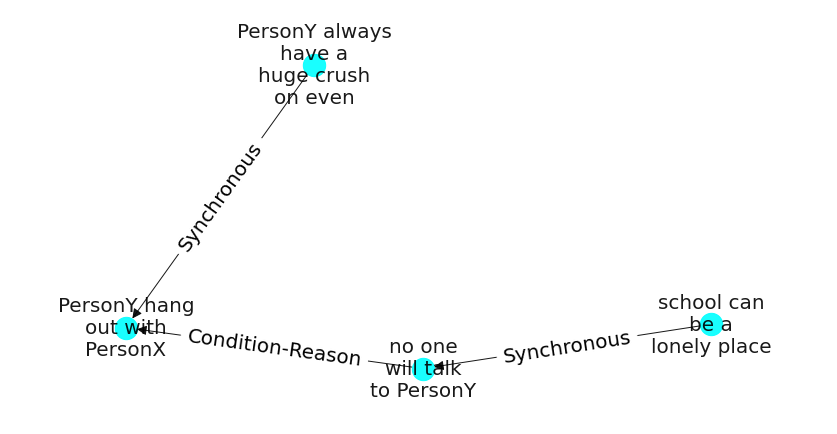 PersonY always
have a
huge crush
on even
Synchronous
PersonY hang
out with
PersonX
Condition-Reason
no one
will talk
to PersonY
Synchronous
school can
be a
lonely place